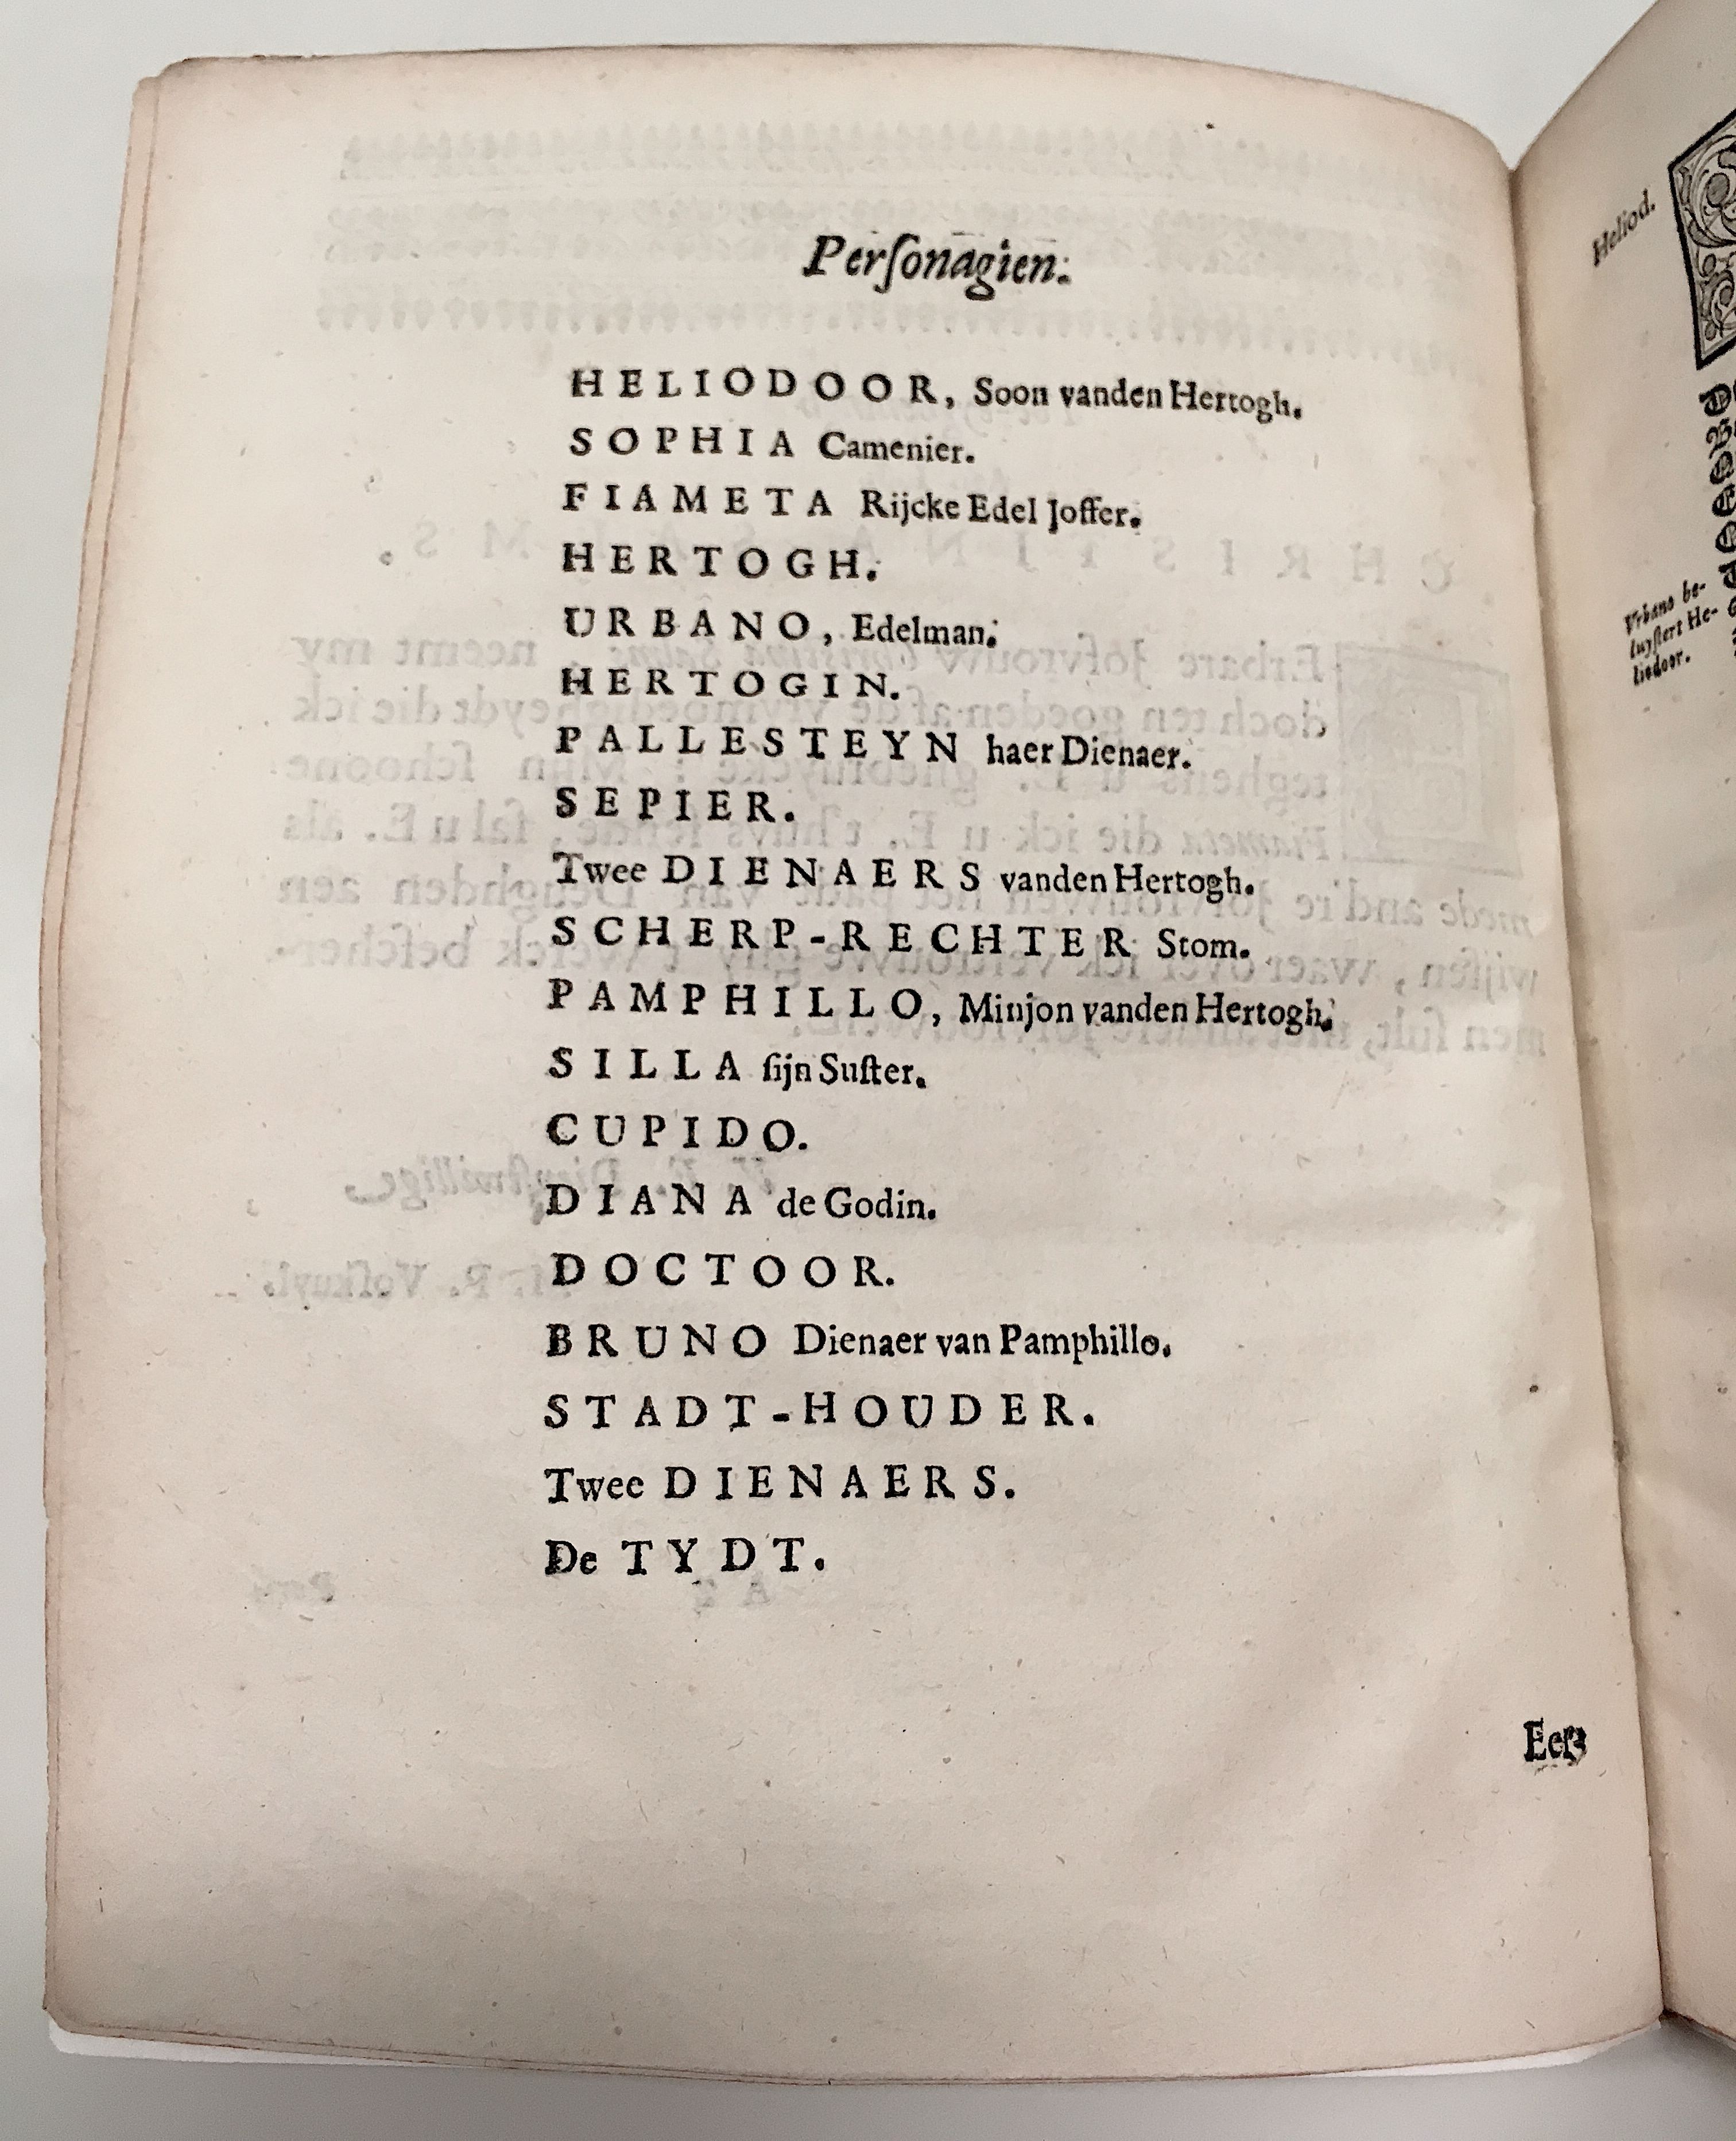 Perſonagien.
HELIODOOR, Soon vanden Hertogh.
SOPHIA Camenier.
FIAMETA Rijcke Edel Joffer.
HERTOGH.
URBANO, Edelman.
HERTOGIN.
PALLESTEYN haer Dienaer.
SEPIER.
Twee DIENAERS vanden Hertogh.
SCHERP-RECHTER Stom.
PAMPHILLO, Minjon vanden Hertogh.
SILLA ſijn Suſter.
CUPIDO.
DIANA de Godin.
DOCTOOR.
BRUNO Dienaer van Pamphillo.
STADT-HOUDER.
Twee DIENAERS.
De TYDT.
Heliod.
Vrbano be-
luyſtert He-
liodoor.